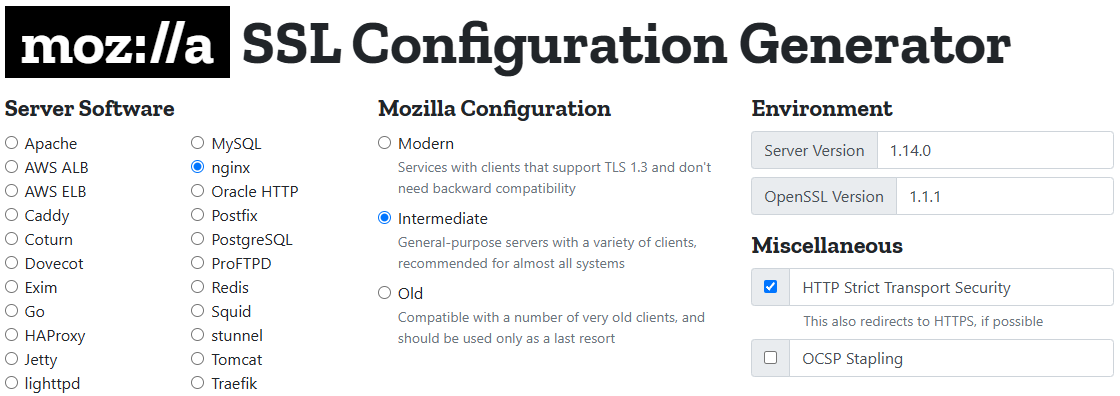 moz://a SSL Configuration Generator
Server Software
Apache
AWS ALB
AWS ELB
Caddy
Coturn
Dovecot
Exim
Go
HAProxy
Jetty
lighttpd
MySQL
nginx
Oracle HTTP
Postfix
PostgreSQL
ProFTPD
Redis
Squid
stunnel
Tomcat
Traefik
Mozilla Configuration
Modern
Services with clients that support TLS 1.3 and don't
need backward compatibility
Intermediate
General-purpose servers with a variety of clients,
recommended for almost all systems
Old
Compatible with a number of very old clients, and
should be used only as a last resort
Environment
Server Version 1.14.0
OpenSSL Version 1.1.1
Miscellaneous
HTTP Strict Transport Security
This also redirects to HTTPS, if possible
OCSP Stapling